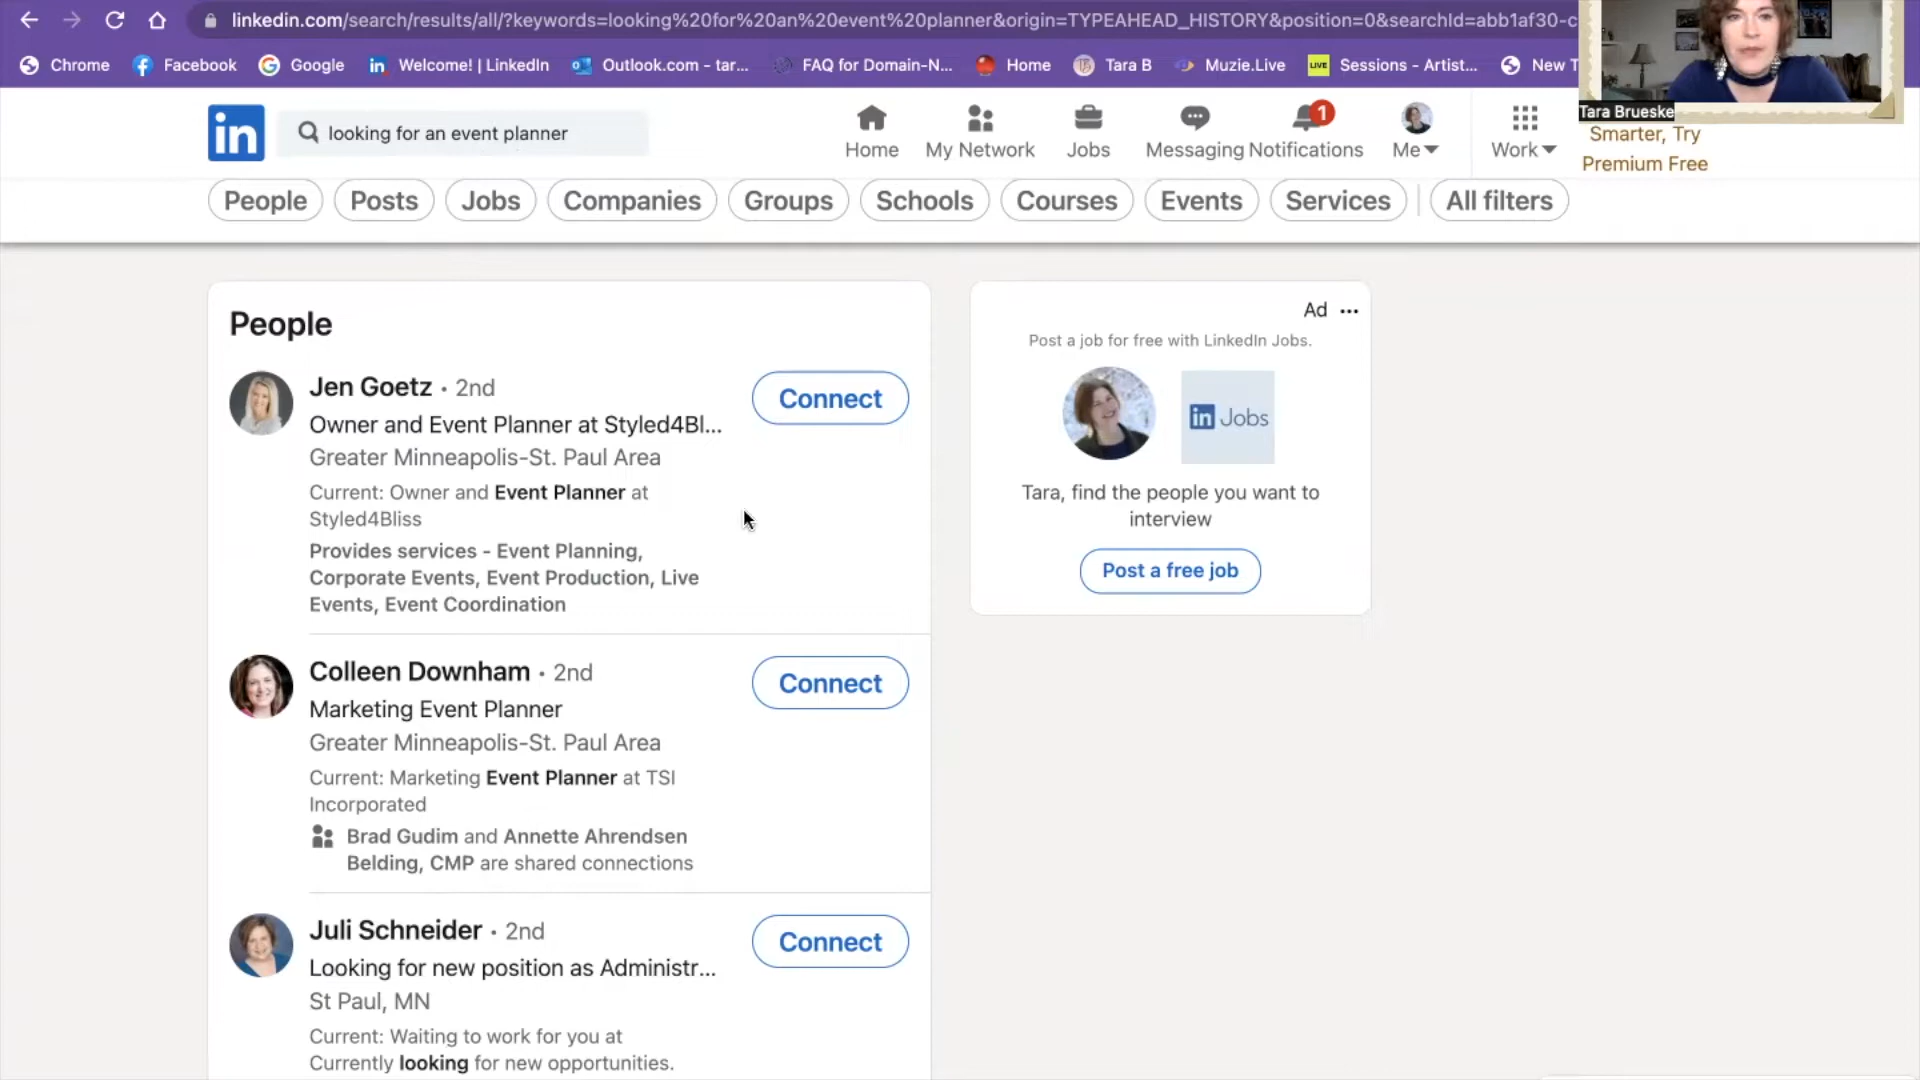 linkedin.com/search/results/all/?keywords=looking%20for%20an%20event%20planner&origin=TYPEAHEAD_HISTORY&position=0&searchId=abb1af30-c
Chrome Facebook Google Welcome! | LinkedIn Outlook.com - tar... FAQ for Domain-N... Home Tara B Muzie.Live LIVE Sessions - Artist... New T
Tara Brueske
in looking for an event planner
Home My Network Jobs Messaging Notifications 1 Me Work
Smarter, Try
Premium Free
People Posts Jobs Companies Groups Schools Courses Events Services All filters
People
Jen Goetz • 2nd
Connect
Owner and Event Planner at Styled4Bl...
Greater Minneapolis-St. Paul Area
Current: Owner and Event Planner at
Styled4Bliss
Provides services - Event Planning,
Corporate Events, Event Production, Live
Events, Event Coordination
Colleen Downham • 2nd
Connect
Marketing Event Planner
Greater Minneapolis-St. Paul Area
Current: Marketing Event Planner at TSI
Incorporated
Brad Gudim and Annette Ahrendsen
Belding, CMP are shared connections
Juli Schneider • 2nd
Connect
Looking for new position as Administr...
St Paul, MN
Current: Waiting to work for you at
Currently looking for new opportunities.
Ad ...
Post a job for free with LinkedIn Jobs.
in Jobs
Tara, find the people you want to
interview
Post a free job